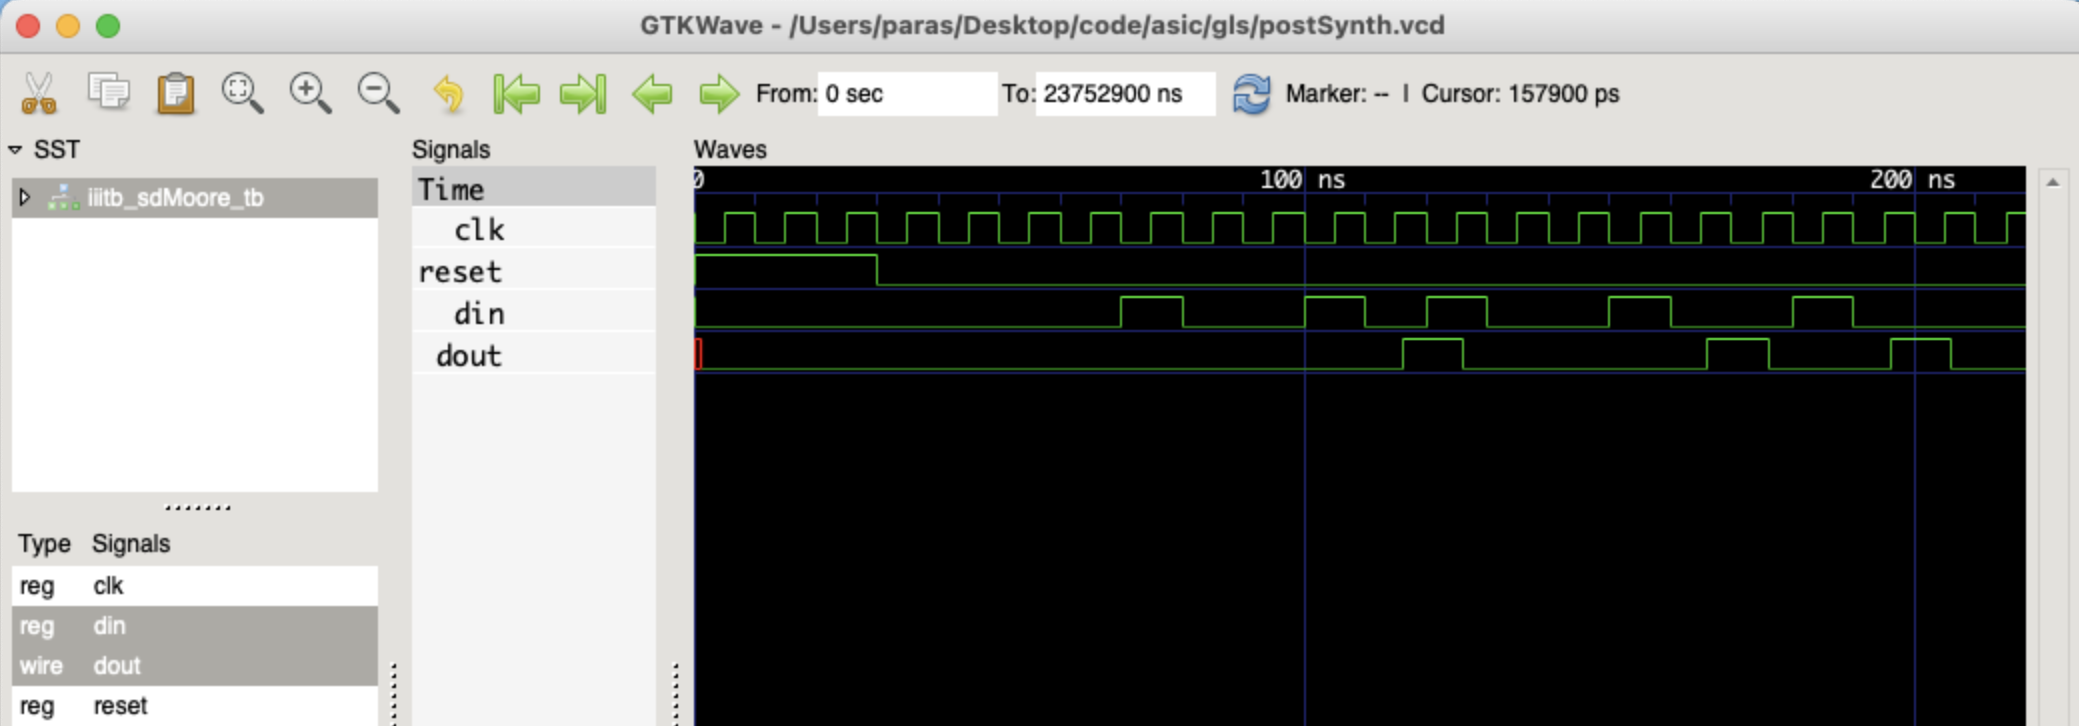 GTKWave - /Users/paras/Desktop/code/asic/gls/postSynth.vcd
From: 0 sec To: 23752900 ns Marker: -- | Cursor: 157900 ps
SST
iiitb_sdMoore_tb
Type Signals
reg clk
reg din
wire dout
reg reset
Signals
Time
clk
reset
din
dout
Waves
0 100 ns 200 ns